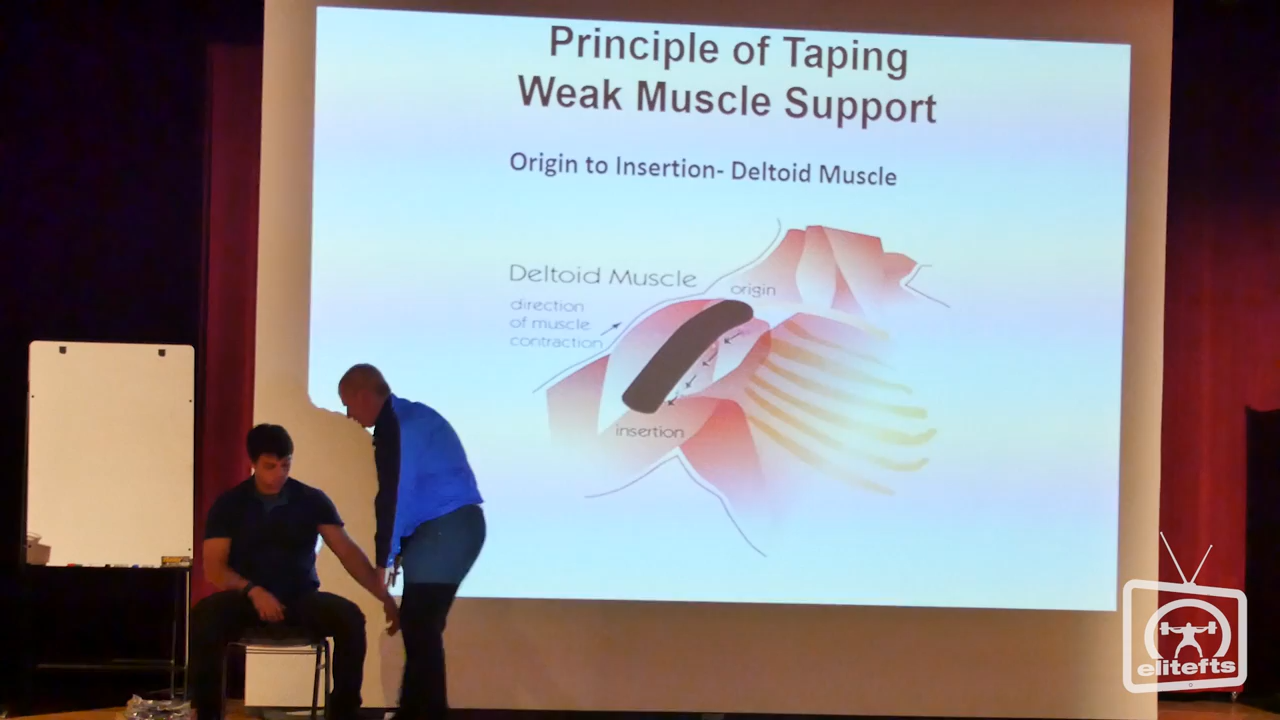 Principle of Taping
Weak Muscle Support
Origin to Insertion- Deltoid Muscle
Deltoid Muscle
origin
direction
of muscle
contraction
insertion
elitefts